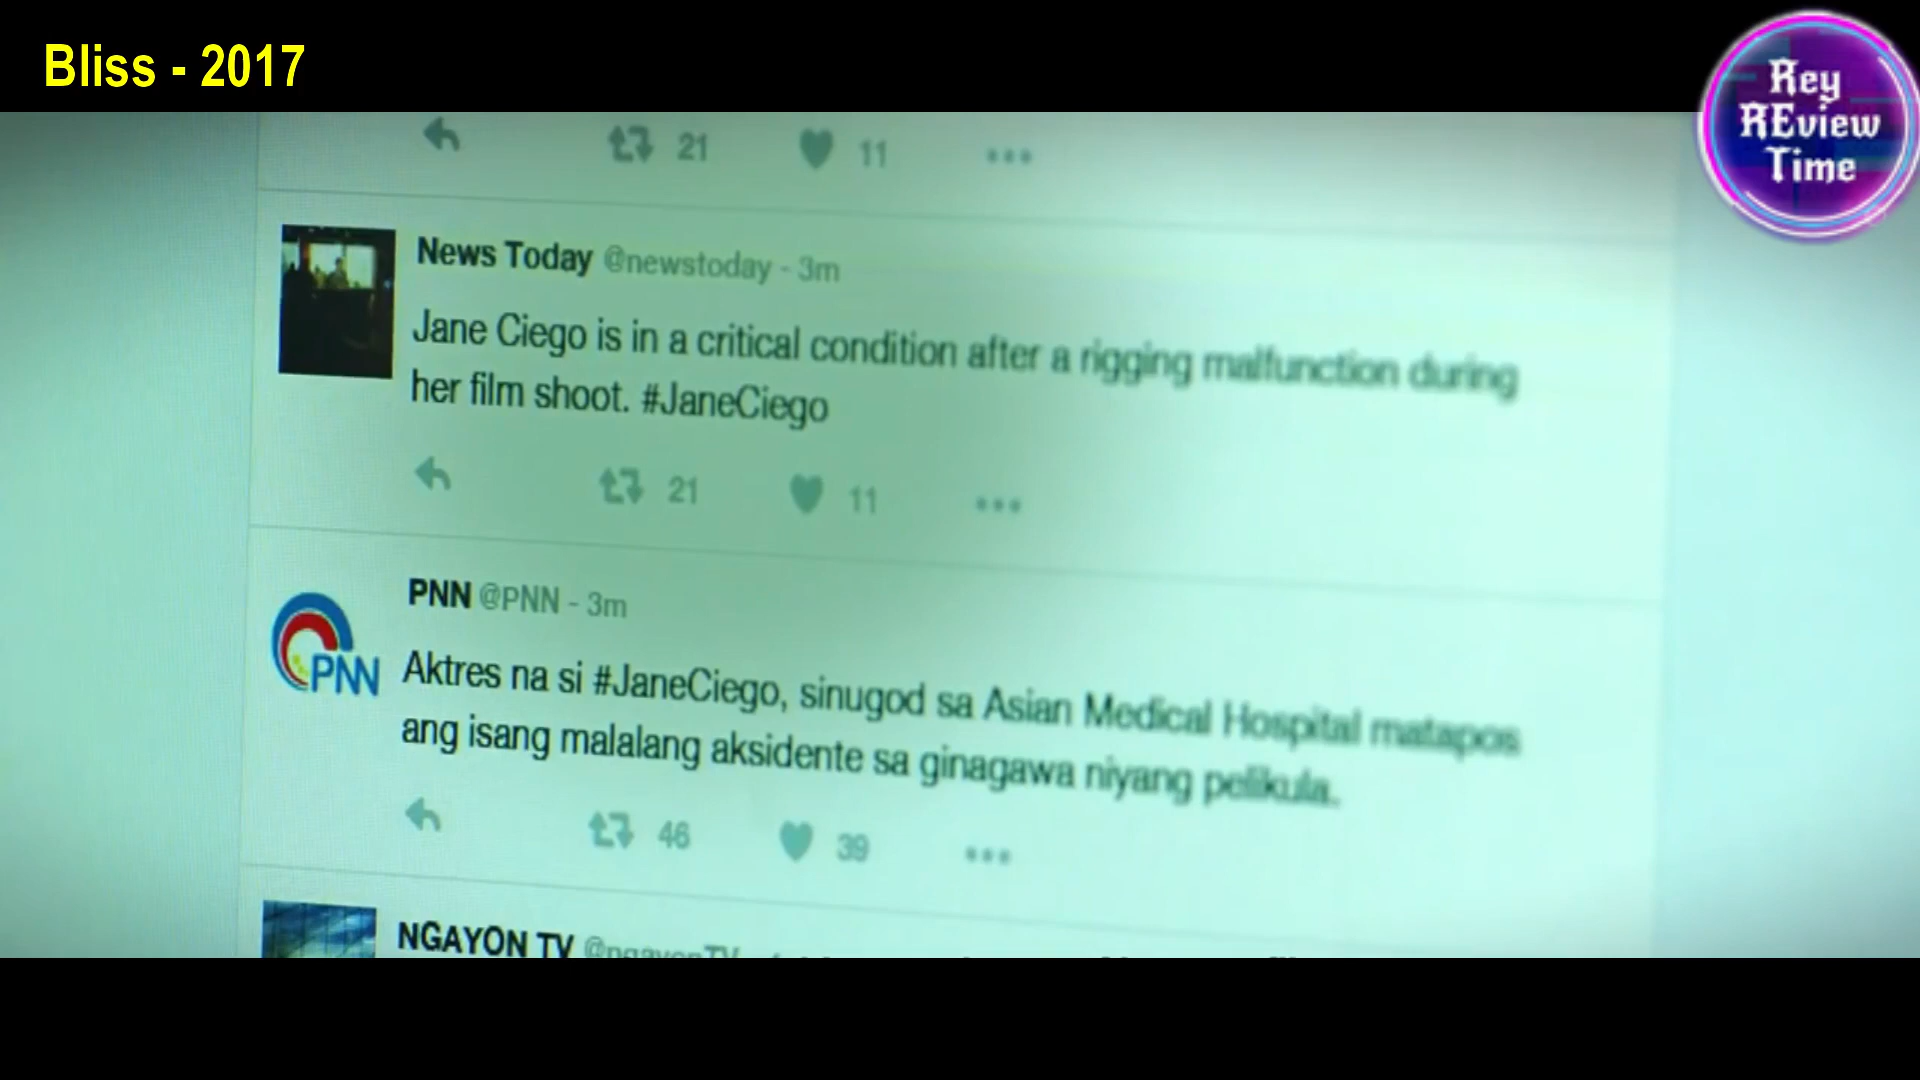 Bliss - 2017
Rey
REview
Time
21 11
News Today @newstoday - 3m
Jane Ciego is in a critical condition after a rigging malfunction during
her film shoot. #JaneCiego
21 11
PNN @PNN - 3m
PNN
Aktres na si #JaneCiego, sinugod sa Asian Medical Hospital matapos
ang isang malalang aksidente sa ginagawa niyang pelikula.
46 39
NGAYON TV @ngayonTV